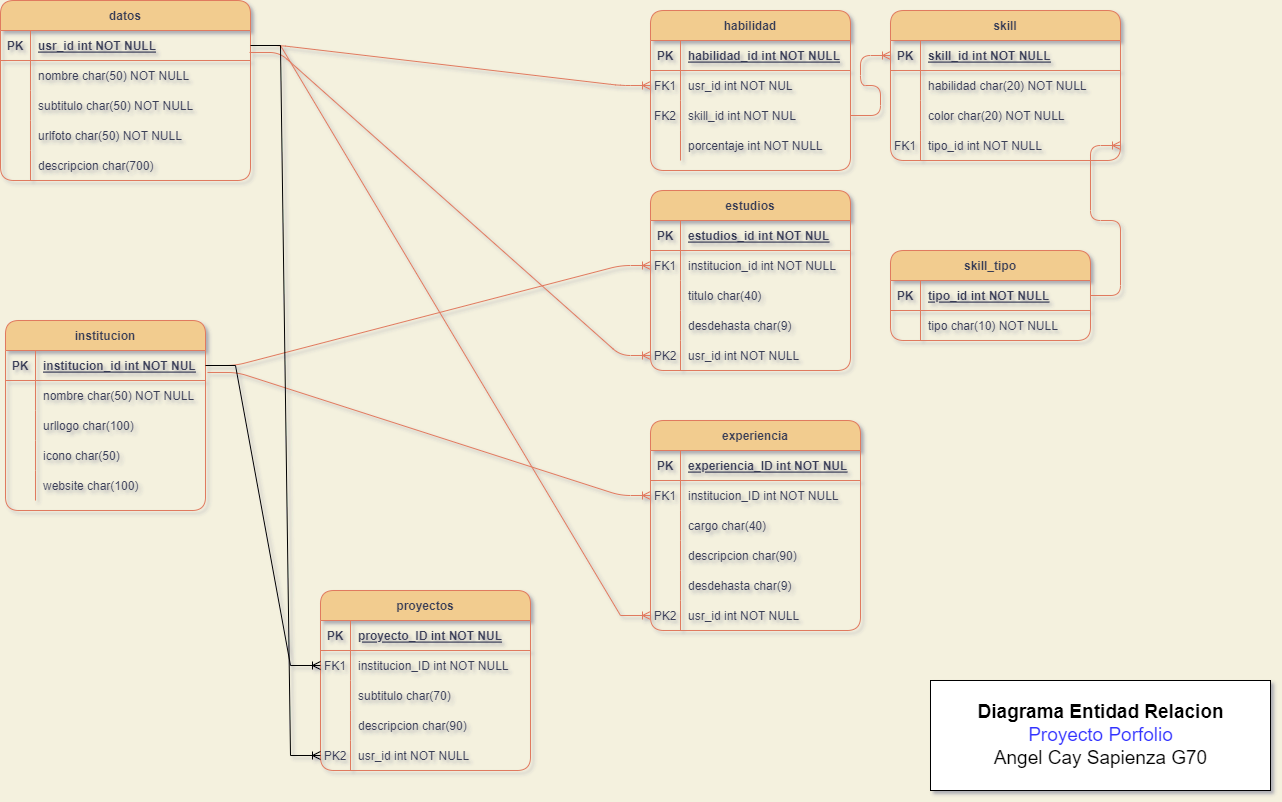 datos
PK usr_id int NOT NULL
nombre char(50) NOT NULL
subtitulo char(50) NOT NULL
urlfoto char(50) NOT NULL
descripcion char(700)
habilidad
PK habilidad_id int NOT NULL
FK1 usr_id int NOT NUL
FK2 skill_id int NOT NUL
porcentaje int NOT NULL
skill
PK skill_id int NOT NULL
habilidad char(20) NOT NULL
color char(20) NOT NULL
FK1 tipo_id int NOT NULL
estudios
PK estudios_id int NOT NUL
FK1 institucion_id int NOT NULL
titulo char(40)
desdehasta char(9)
PK2 usr_id int NOT NULL
skill_tipo
PK tipo_id int NOT NULL
tipo char(10) NOT NULL
institucion
PK institucion_id int NOT NUL
nombre char(50) NOT NULL
urllogo char(100)
icono char(50)
website char(100)
experiencia
PK experiencia_ID int NOT NUL
FK1 institucion_ID int NOT NULL
cargo char(40)
descripcion char(90)
desdehasta char(9)
PK2 usr_id int NOT NULL
proyectos
PK proyecto_ID int NOT NUL
FK1 institucion_ID int NOT NULL
subtitulo char(70)
descripcion char(90)
PK2 usr_id int NOT NULL
Diagrama Entidad Relacion
Proyecto Porfolio
Angel Cay Sapienza G70